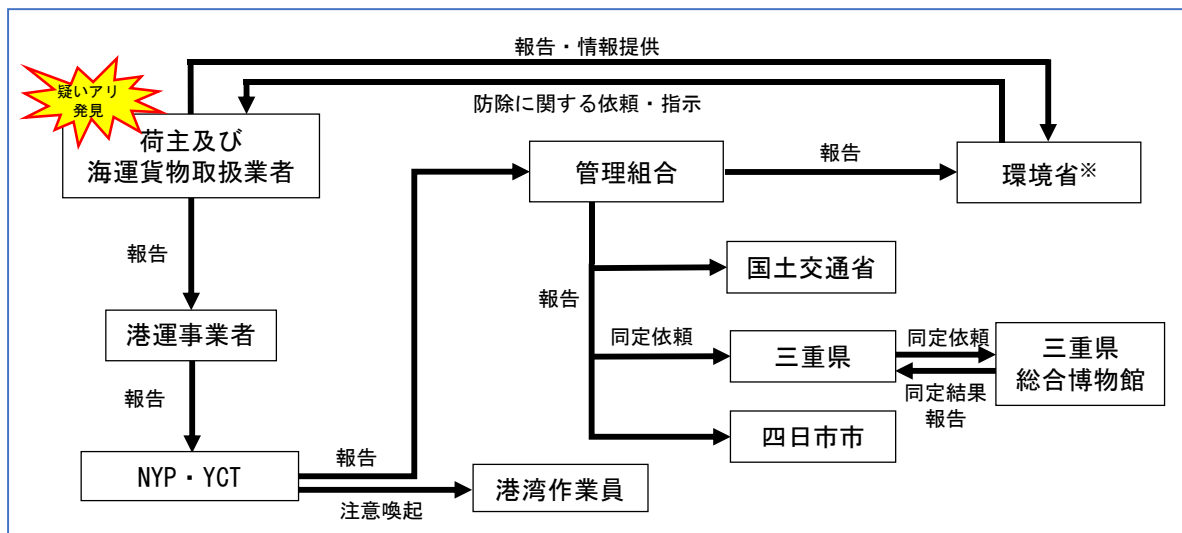 報告・情報提供
疑いアリ
発見
防除に関する依頼・指示
荷主及び
海運貨物取扱業者
管理組合
報告
環境省※
報告
国土交通省
報告
港運事業者
同定依頼
三重県
同定依頼
三重県
総合博物館
同定結果
報告
報告
四日市市
報告
NYP・YCT
港湾作業員
注意喚起